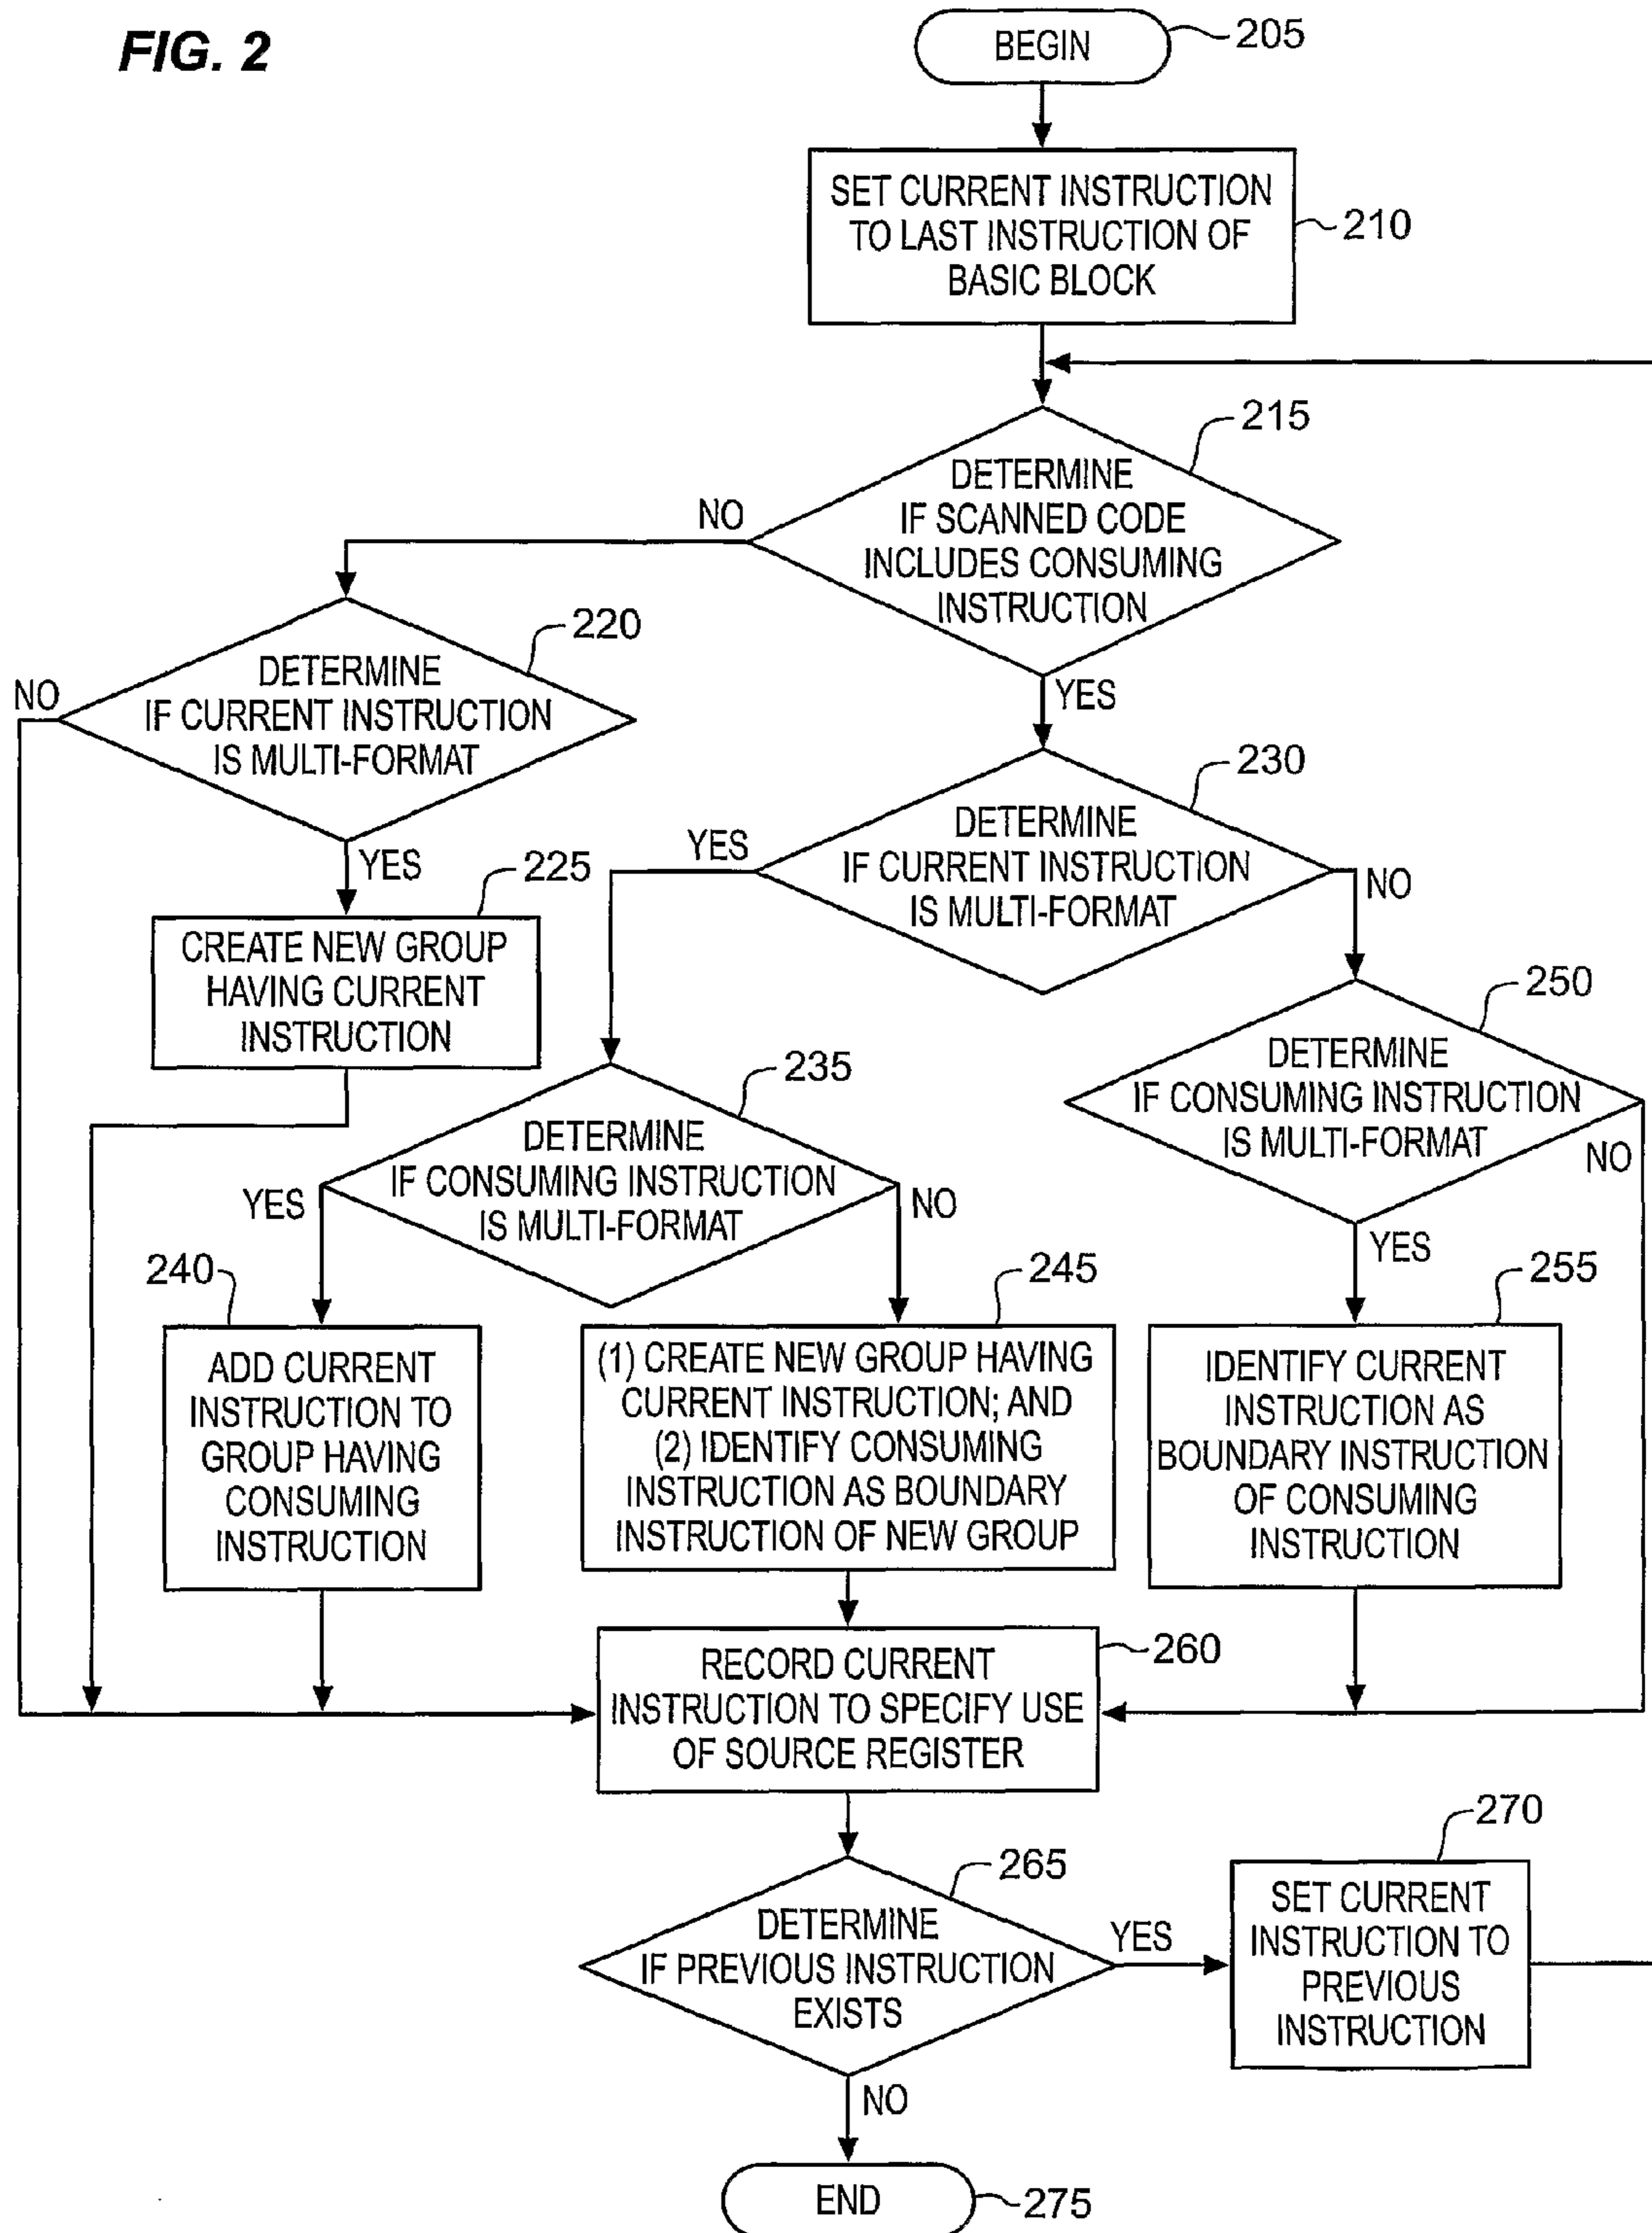 FIG. 2
BEGIN
205
SET CURRENT INSTRUCTION
TO LAST INSTRUCTION OF
BASIC BLOCK
210
215
DETERMINE
IF SCANNED CODE
INCLUDES CONSUMING
INSTRUCTION
NO
YES
220
DETERMINE
IF CURRENT INSTRUCTION
IS MULTI-FORMAT
NO
YES
225
CREATE NEW GROUP
HAVING CURRENT
INSTRUCTION
230
DETERMINE
IF CURRENT INSTRUCTION
IS MULTI-FORMAT
YES
NO
235
DETERMINE
IF CONSUMING INSTRUCTION
IS MULTI-FORMAT
YES
NO
250
DETERMINE
IF CONSUMING INSTRUCTION
IS MULTI-FORMAT
NO
YES
240
ADD CURRENT
INSTRUCTION TO
GROUP HAVING
CONSUMING
INSTRUCTION
245
(1) CREATE NEW GROUP HAVING
CURRENT INSTRUCTION; AND
(2) IDENTIFY CONSUMING
INSTRUCTION AS BOUNDARY
INSTRUCTION OF NEW GROUP
255
IDENTIFY CURRENT
INSTRUCTION AS
BOUNDARY INSTRUCTION
OF CONSUMING
INSTRUCTION
260
RECORD CURRENT
INSTRUCTION TO SPECIFY USE
OF SOURCE REGISTER
265
DETERMINE
IF PREVIOUS INSTRUCTION
EXISTS
YES
NO
270
SET CURRENT
INSTRUCTION TO
PREVIOUS
INSTRUCTION
END
275